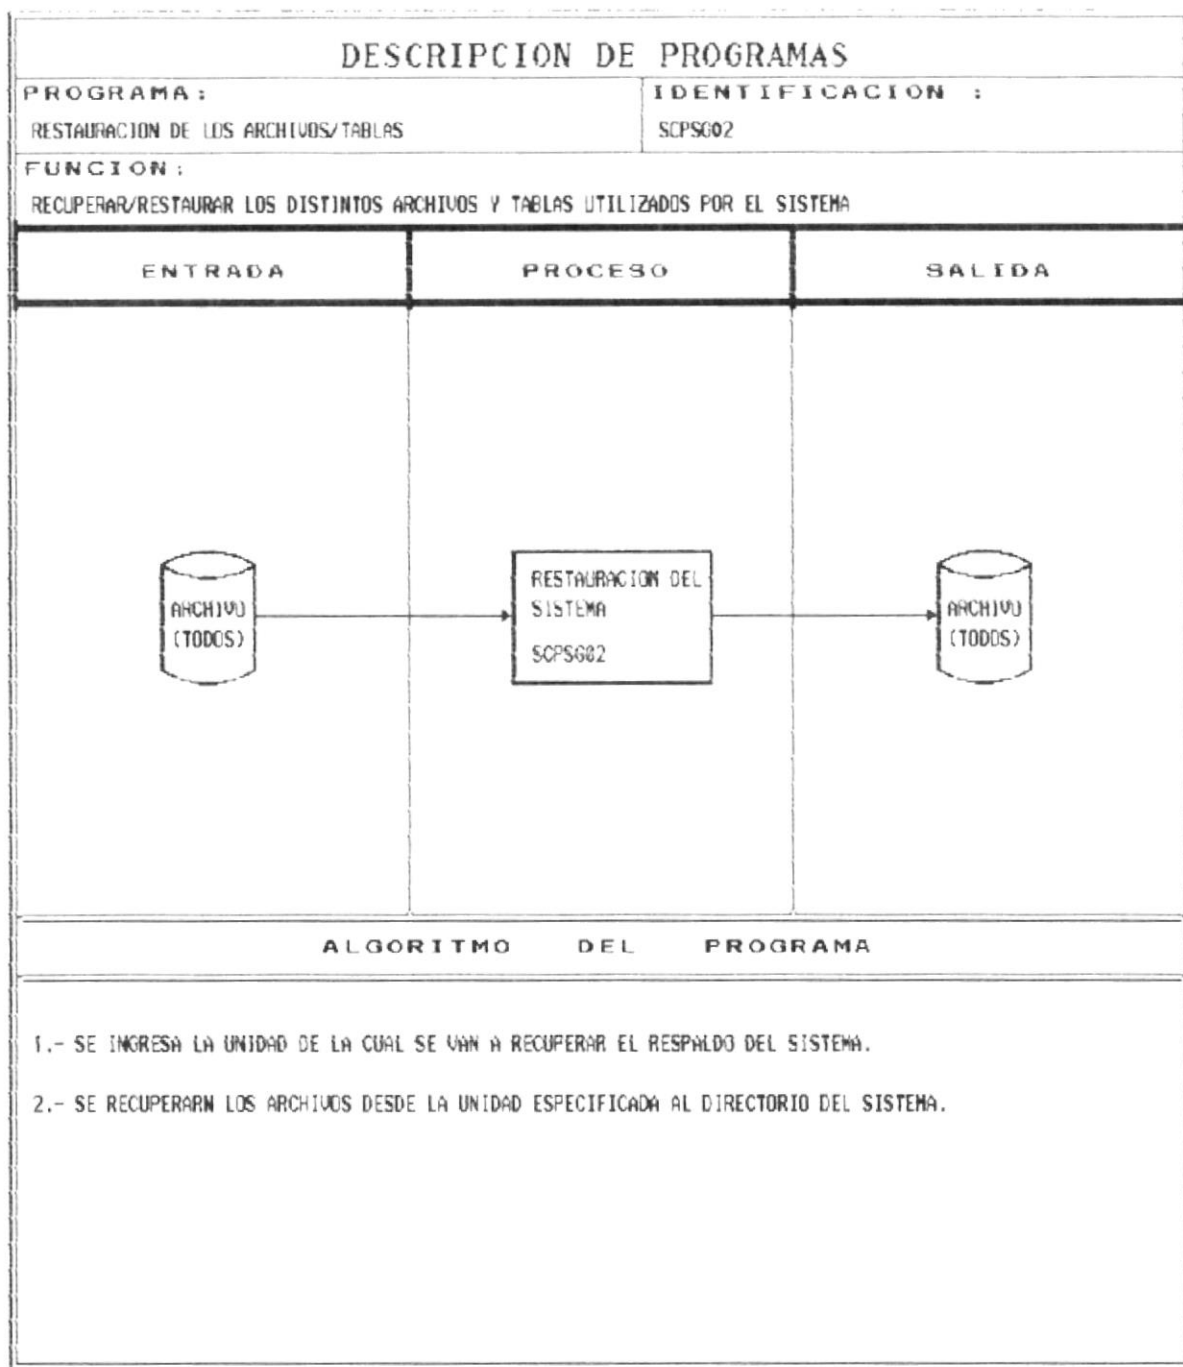 DESCRIPCION DE PROGRAMAS
PROGRAMA:
IDENTIFICACION :
RESTAURACION DE LOS ARCHIVOS/TABLAS
SCPSG02
FUNCION:
RECUPERAR/RESTAURAR LOS DISTINTOS ARCHIVOS Y TABLAS UTILIZADOS POR EL SISTEMA
ENTRADA
PROCESO
SALIDA
ARCHIVO
(TODOS)
RESTAURACION DEL
SISTEMA
SCPSG02
ARCHIVO
(TODOS)
ALGORITMO DEL PROGRAMA
1.- SE INGRESA LA UNIDAD DE LA CUAL SE VAN A RECUPERAR EL RESPALDO DEL SISTEMA.
2.- SE RECUPERARN LOS ARCHIVOS DESDE LA UNIDAD ESPECIFICADA AL DIRECTORIO DEL SISTEMA.